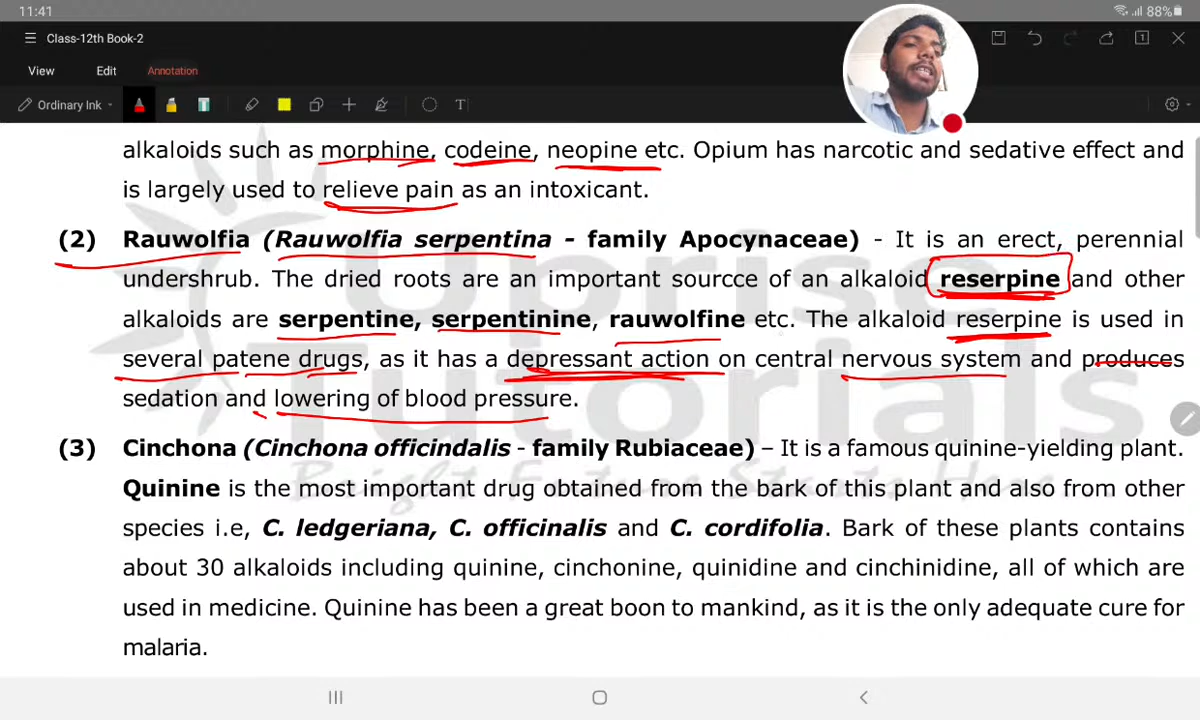 11:41
88%
Class-12th Book-2
1
View Edit Annotation
Ordinary Ink
T
alkaloids such as morphine, codeine, neopine etc. Opium has narcotic and sedative effect and
is largely used to relieve pain as an intoxicant.
(2) Rauwolfia (Rauwolfia serpentina - family Apocynaceae) - It is an erect, perennial
undershrub. The dried roots are an important sourcce of an alkaloid reserpine and other
alkaloids are serpentine, serpentinine, rauwolfine etc. The alkaloid reserpine is used in
several patene drugs, as it has a depressant action on central nervous system and produces
sedation and lowering of blood pressure.
(3) Cinchona (Cinchona officindalis - family Rubiaceae) – It is a famous quinine-yielding plant.
Quinine is the most important drug obtained from the bark of this plant and also from other
species i.e, C. ledgeriana, C. officinalis and C. cordifolia. Bark of these plants contains
about 30 alkaloids including quinine, cinchonine, quinidine and cinchinidine, all of which are
used in medicine. Quinine has been a great boon to mankind, as it is the only adequate cure for
malaria.
Uprise
Tutorials
Bright Future Starts Here